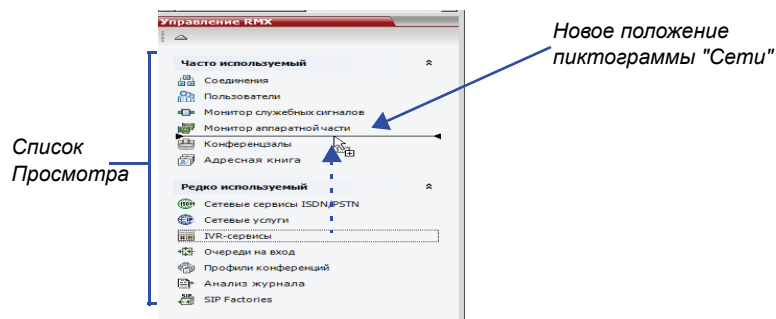 Управление RMX
Новое положение
пиктограммы "Сети"
Часто используемый
Соединения
Пользователи
Монитор служебных сигналов
Монитор аппаратной части
Конференцзалы
Адресная книга
Список
Просмотра
Редко используемый
Сетевые сервисы ISDN/PSTN
Сетевые услуги
IVR-сервисы
Очереди на вход
Профили конференций
Анализ журнала
SIP Factories